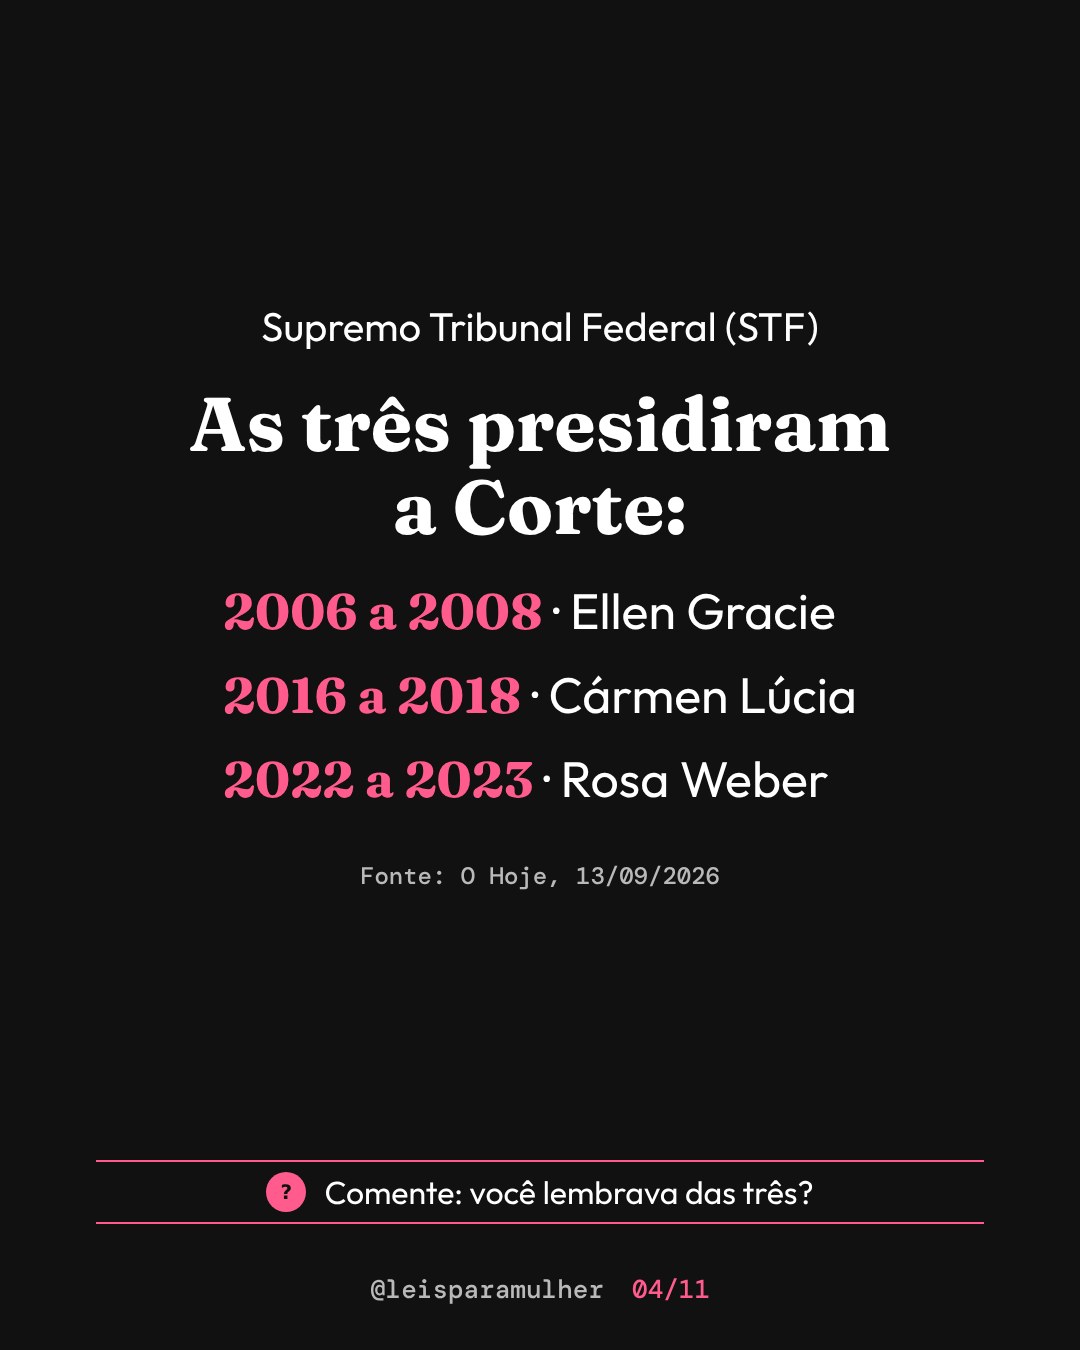 Supremo Tribunal Federal (STF)
As três presidiram
a Corte:
2006 a 2008 · Ellen Gracie
2016 a 2018 · Cármen Lúcia
2022 a 2023 · Rosa Weber
Fonte: O Hoje, 13/09/2026
? Comente: você lembrava das três?
@leisparamulher 04/11